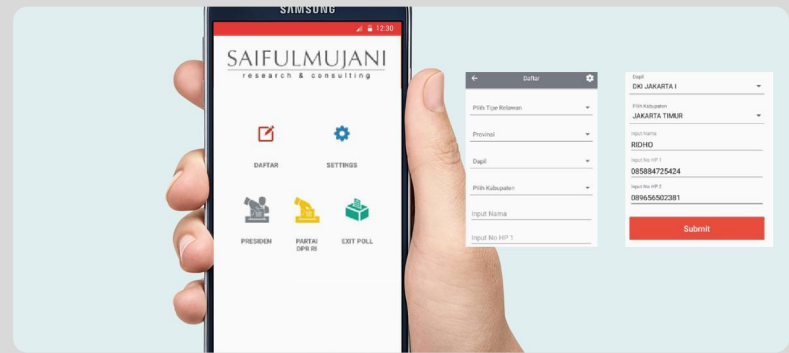 SAMSUNG
12:30
SAIFULMUJANI
research & consulting
DAFTAR
SETTINGS
PRESIDEN
PARTAI
DPR RI
EXIT POLL
Daftar
Pilih Tipe Relawan
Provinsi
Dapil
Pilih Kabupaten
Input Nama
Input No HP 1
Dapil
DKI JAKARTA I
Pilih Kabupaten
JAKARTA TIMUR
Input Nama
RIDHO
Input No HP 1
085884725424
Input No HP 2
089656502381
Submit